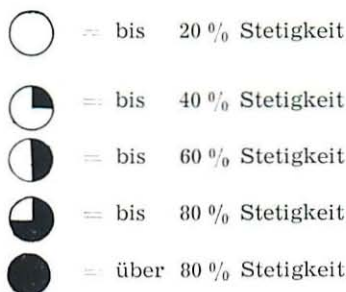 = bis 20 % Stetigkeit
= bis 40 % Stetigkeit
= bis 60 % Stetigkeit
= bis 80 % Stetigkeit
= über 80 % Stetigkeit